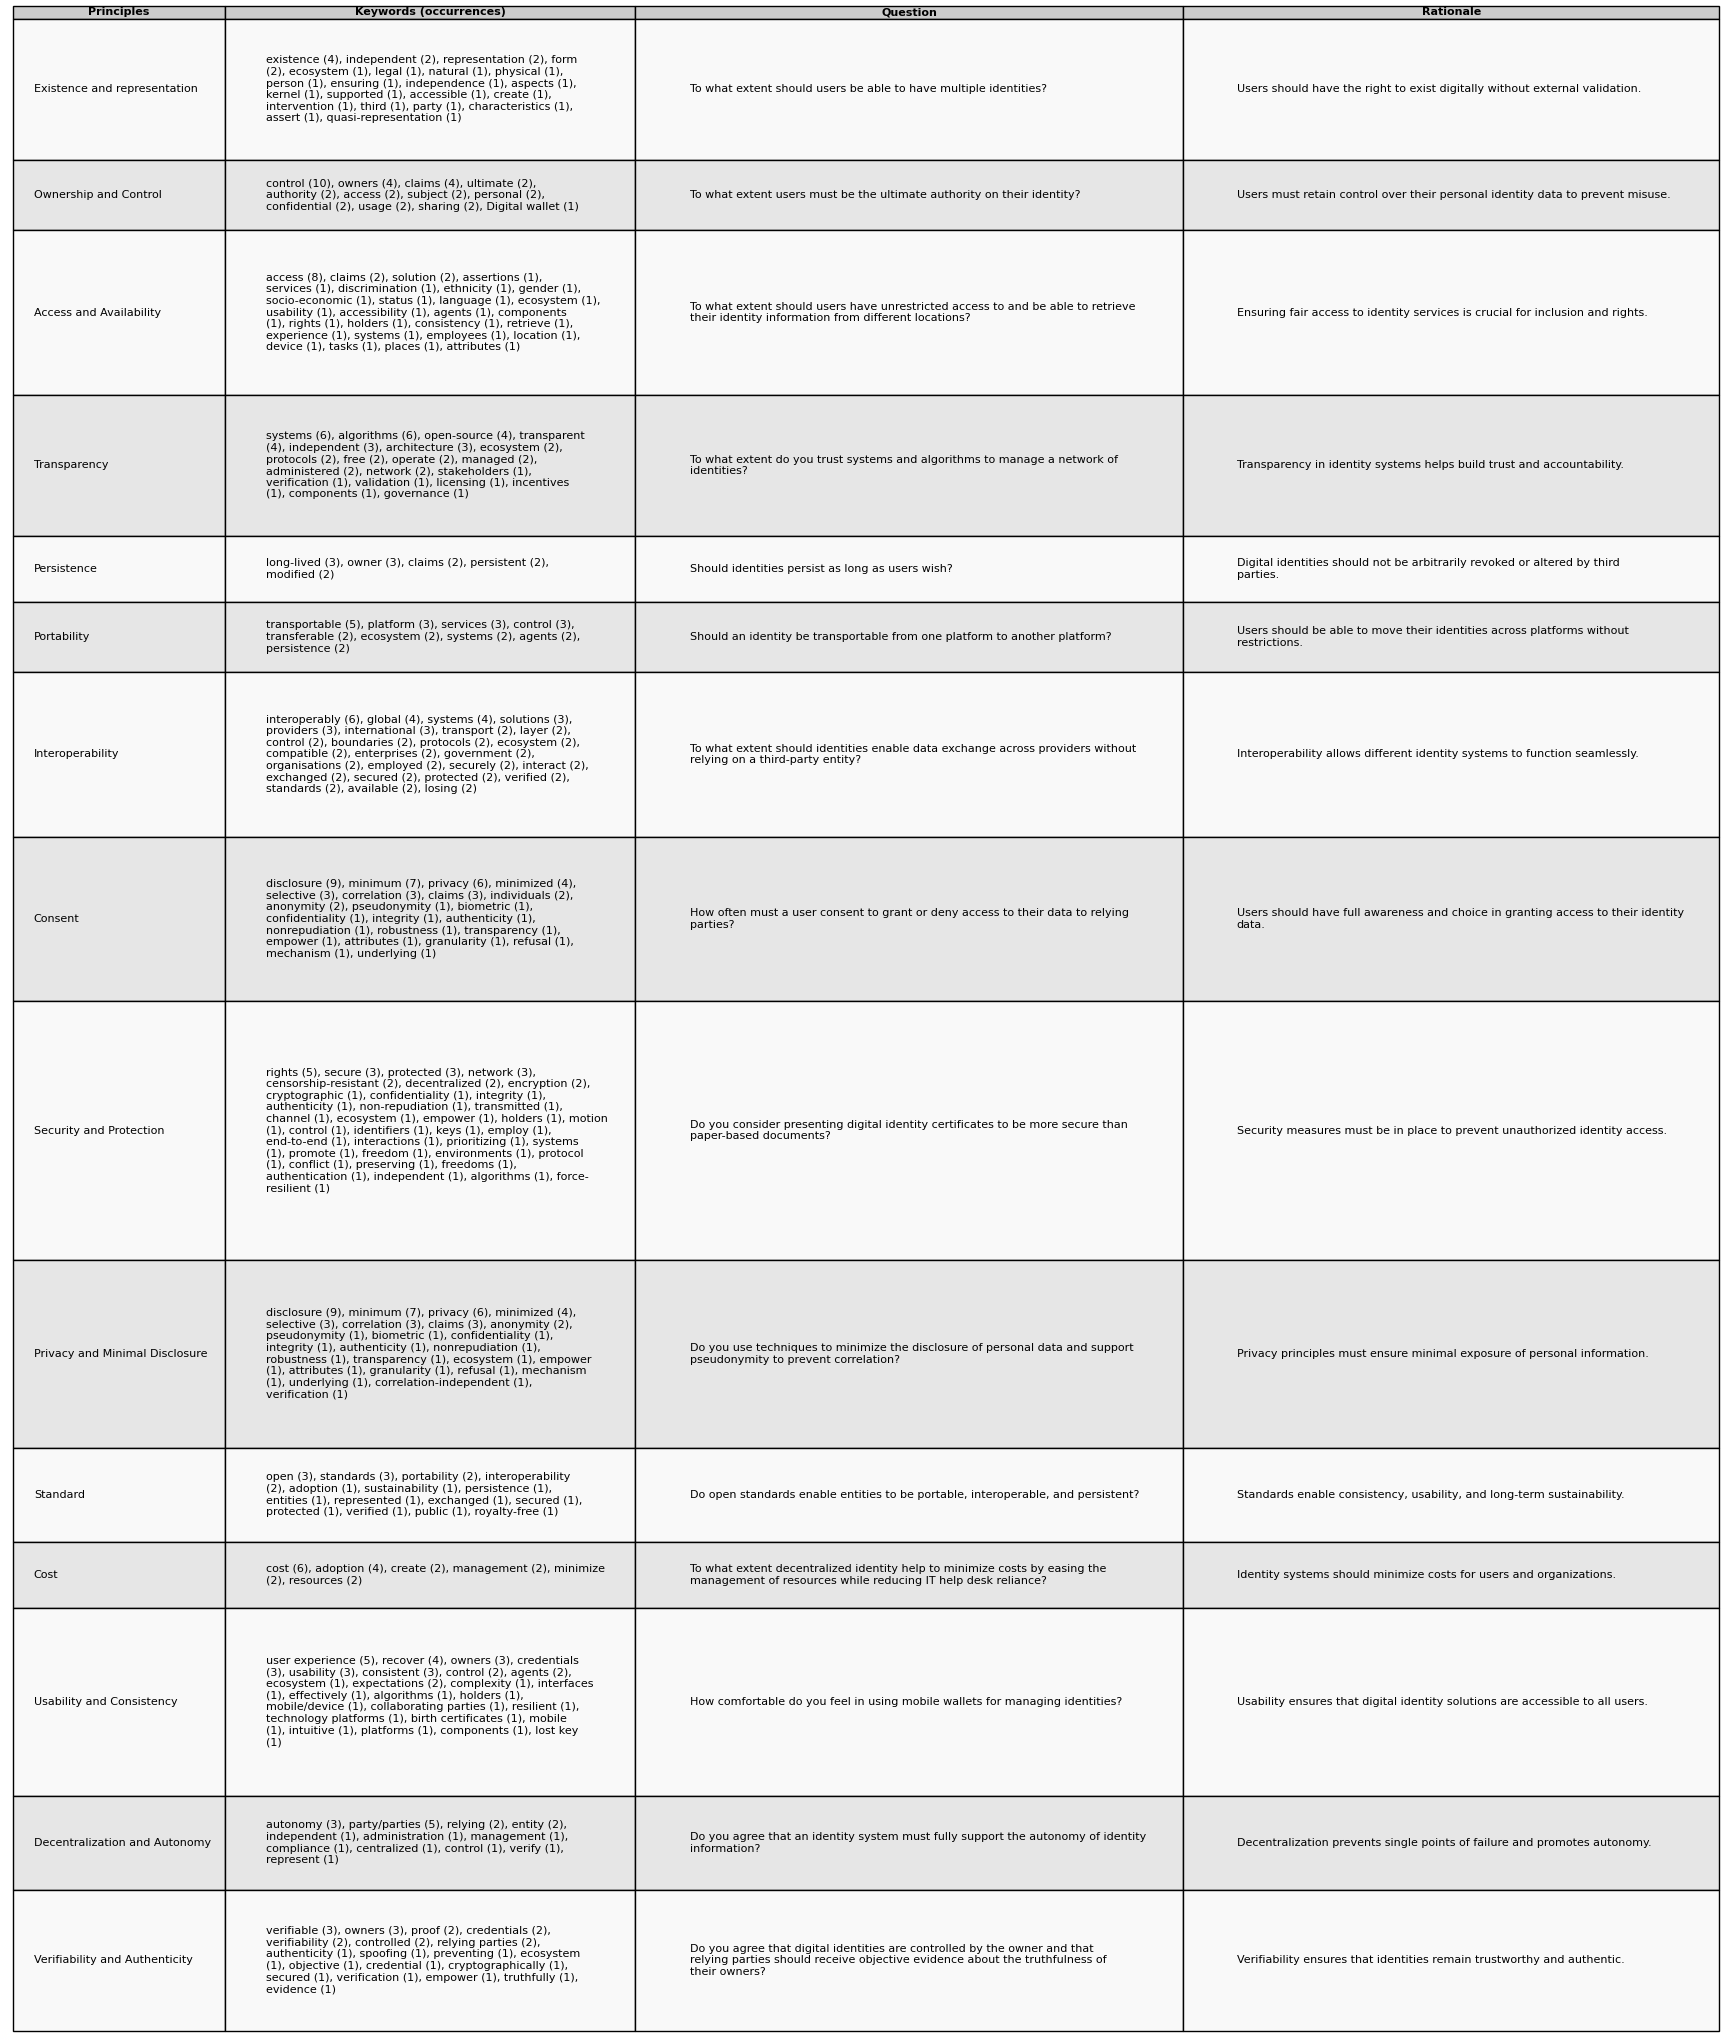 Principles
Keywords (occurrences)
Question
Rationale
Existence and representation
existence (4), independent (2), representation (2), form
(2), ecosystem (1), legal (1), natural (1), physical (1),
person (1), ensuring (1), independence (1), aspects (1),
kernel (1), supported (1), accessible (1), create (1),
intervention (1), third (1), party (1), characteristics (1),
assert (1), quasi-representation (1)
To what extent should users be able to have multiple identities?
Users should have the right to exist digitally without external validation.
Ownership and Control
control (10), owners (4), claims (4), ultimate (2),
authority (2), access (2), subject (2), personal (2),
confidential (2), usage (2), sharing (2), Digital wallet (1)
To what extent users must be the ultimate authority on their identity?
Users must retain control over their personal identity data to prevent misuse.
Access and Availability
access (8), claims (2), solution (2), assertions (1),
services (1), discrimination (1), ethnicity (1), gender (1),
socio-economic (1), status (1), language (1), ecosystem (1),
usability (1), accessibility (1), agents (1), components
(1), rights (1), holders (1), consistency (1), retrieve (1),
experience (1), systems (1), employees (1), location (1),
device (1), tasks (1), places (1), attributes (1)
To what extent should users have unrestricted access to and be able to retrieve
their identity information from different locations?
Ensuring fair access to identity services is crucial for inclusion and rights.
Transparency
systems (6), algorithms (6), open-source (4), transparent
(4), independent (3), architecture (3), ecosystem (2),
protocols (2), free (2), operate (2), managed (2),
administered (2), network (2), stakeholders (1),
verification (1), validation (1), licensing (1), incentives
(1), components (1), governance (1)
To what extent do you trust systems and algorithms to manage a network of
identities?
Transparency in identity systems helps build trust and accountability.
Persistence
long-lived (3), owner (3), claims (2), persistent (2),
modified (2)
Should identities persist as long as users wish?
Digital identities should not be arbitrarily revoked or altered by third
parties.
Portability
transportable (5), platform (3), services (3), control (3),
transferable (2), ecosystem (2), systems (2), agents (2),
persistence (2)
Should an identity be transportable from one platform to another platform?
Users should be able to move their identities across platforms without
restrictions.
Interoperability
interoperably (6), global (4), systems (4), solutions (3),
providers (3), international (3), transport (2), layer (2),
control (2), boundaries (2), protocols (2), ecosystem (2),
compatible (2), enterprises (2), government (2),
organisations (2), employed (2), securely (2), interact (2),
exchanged (2), secured (2), protected (2), verified (2),
standards (2), available (2), losing (2)
To what extent should identities enable data exchange across providers without
relying on a third-party entity?
Interoperability allows different identity systems to function seamlessly.
Consent
disclosure (9), minimum (7), privacy (6), minimized (4),
selective (3), correlation (3), claims (3), individuals (2),
anonymity (2), pseudonymity (1), biometric (1),
confidentiality (1), integrity (1), authenticity (1),
nonrepudiation (1), robustness (1), transparency (1),
empower (1), attributes (1), granularity (1), refusal (1),
mechanism (1), underlying (1)
How often must a user consent to grant or deny access to their data to relying
parties?
Users should have full awareness and choice in granting access to their identity
data.
Security and Protection
rights (5), secure (3), protected (3), network (3),
censorship-resistant (2), decentralized (2), encryption (2),
cryptographic (1), confidentiality (1), integrity (1),
authenticity (1), non-repudiation (1), transmitted (1),
channel (1), ecosystem (1), empower (1), holders (1), motion
(1), control (1), identifiers (1), keys (1), employ (1),
end-to-end (1), interactions (1), prioritizing (1), systems
(1), promote (1), freedom (1), environments (1), protocol
(1), conflict (1), preserving (1), freedoms (1),
authentication (1), independent (1), algorithms (1), force-
resilient (1)
Do you consider presenting digital identity certificates to be more secure than
paper-based documents?
Security measures must be in place to prevent unauthorized identity access.
Privacy and Minimal Disclosure
disclosure (9), minimum (7), privacy (6), minimized (4),
selective (3), correlation (3), claims (3), anonymity (2),
pseudonymity (1), biometric (1), confidentiality (1),
integrity (1), authenticity (1), nonrepudiation (1),
robustness (1), transparency (1), ecosystem (1), empower
(1), attributes (1), granularity (1), refusal (1), mechanism
(1), underlying (1), correlation-independent (1),
verification (1)
Do you use techniques to minimize the disclosure of personal data and support
pseudonymity to prevent correlation?
Privacy principles must ensure minimal exposure of personal information.
Standard
open (3), standards (3), portability (2), interoperability
(2), adoption (1), sustainability (1), persistence (1),
entities (1), represented (1), exchanged (1), secured (1),
protected (1), verified (1), public (1), royalty-free (1)
Do open standards enable entities to be portable, interoperable, and persistent?
Standards enable consistency, usability, and long-term sustainability.
Cost
cost (6), adoption (4), create (2), management (2), minimize
(2), resources (2)
To what extent decentralized identity help to minimize costs by easing the
management of resources while reducing IT help desk reliance?
Identity systems should minimize costs for users and organizations.
Usability and Consistency
user experience (5), recover (4), owners (3), credentials
(3), usability (3), consistent (3), control (2), agents (2),
ecosystem (1), expectations (2), complexity (1), interfaces
(1), effectively (1), algorithms (1), holders (1),
mobile/device (1), collaborating parties (1), resilient (1),
technology platforms (1), birth certificates (1), mobile
(1), intuitive (1), platforms (1), components (1), lost key
(1)
How comfortable do you feel in using mobile wallets for managing identities?
Usability ensures that digital identity solutions are accessible to all users.
Decentralization and Autonomy
autonomy (3), party/parties (5), relying (2), entity (2),
independent (1), administration (1), management (1),
compliance (1), centralized (1), control (1), verify (1),
represent (1)
Do you agree that an identity system must fully support the autonomy of identity
information?
Decentralization prevents single points of failure and promotes autonomy.
Verifiability and Authenticity
verifiable (3), owners (3), proof (2), credentials (2),
verifiability (2), controlled (2), relying parties (2),
authenticity (1), spoofing (1), preventing (1), ecosystem
(1), objective (1), credential (1), cryptographically (1),
secured (1), verification (1), empower (1), truthfully (1),
evidence (1)
Do you agree that digital identities are controlled by the owner and that
relying parties should receive objective evidence about the truthfulness of
their owners?
Verifiability ensures that identities remain trustworthy and authentic.